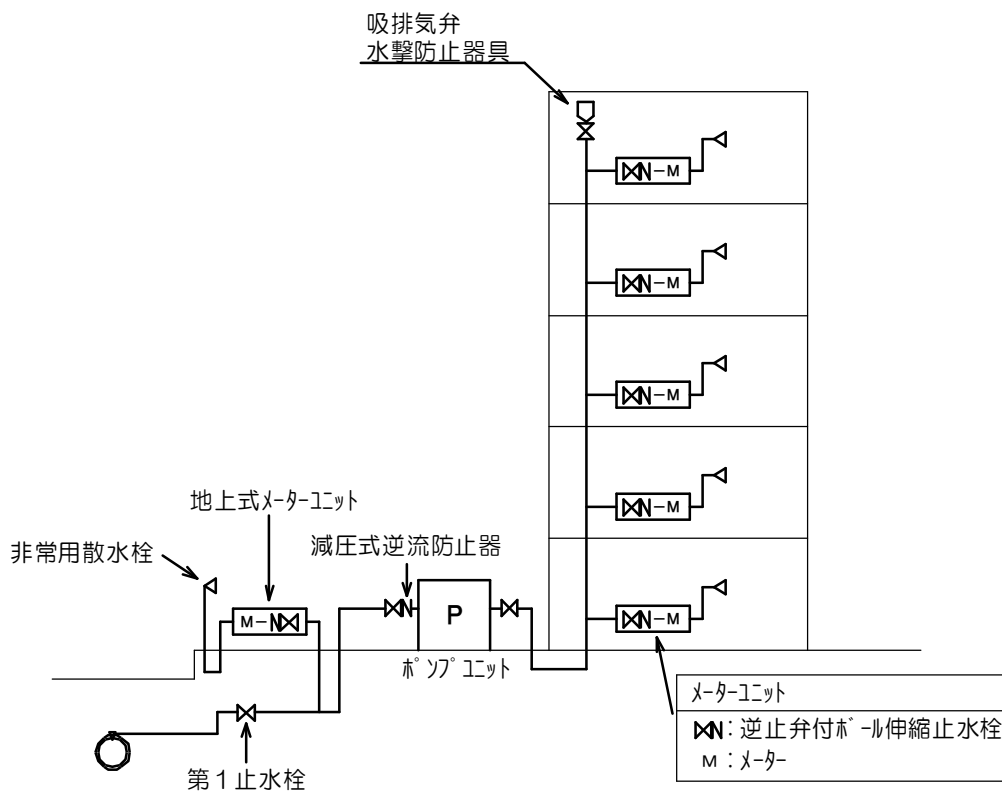 吸排気弁
水撃防止器具
N-M
N-M
N-M
N-M
地上式ﾒｰﾀｰﾕﾆｯﾄ
減圧式逆流防止器
非常用散水栓
M-N
N
P
N-M
ﾎﾟﾝﾌﾟﾕﾆｯﾄ
ﾒｰﾀｰﾕﾆｯﾄ
N：逆止弁付ﾎﾞｰﾙ伸縮止水栓
M：ﾒｰﾀｰ
第１止水栓